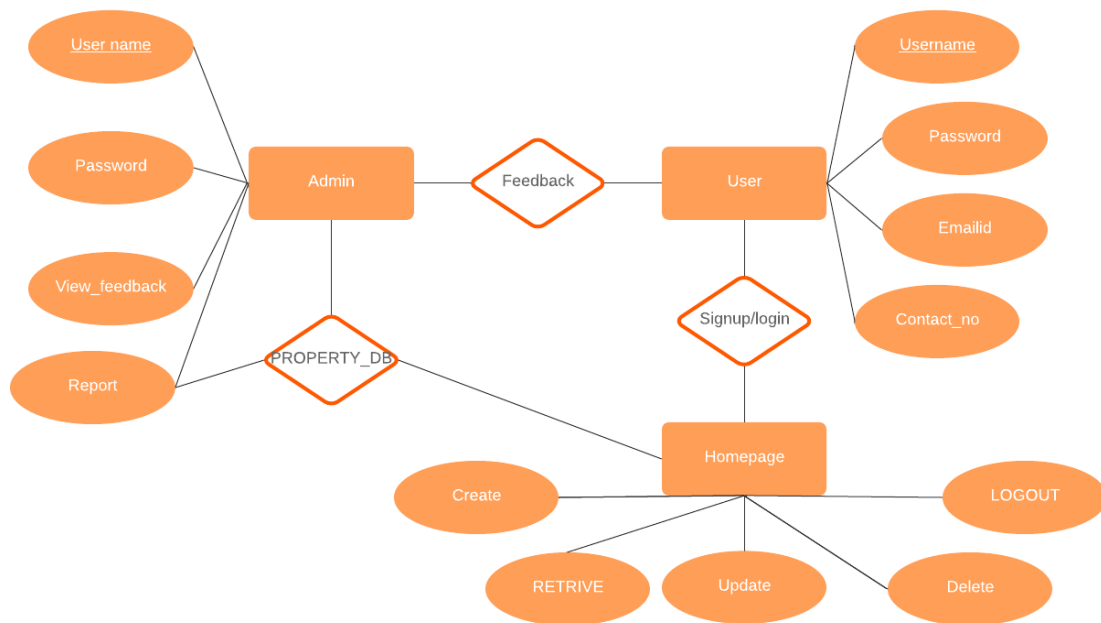 User name
Username
Password
Password
Admin
Feedback
User
Emailid
View_feedback
Signup/login
Contact_no
PROPERTY_DB
Report
Homepage
Create
LOGOUT
RETRIVE
Update
Delete